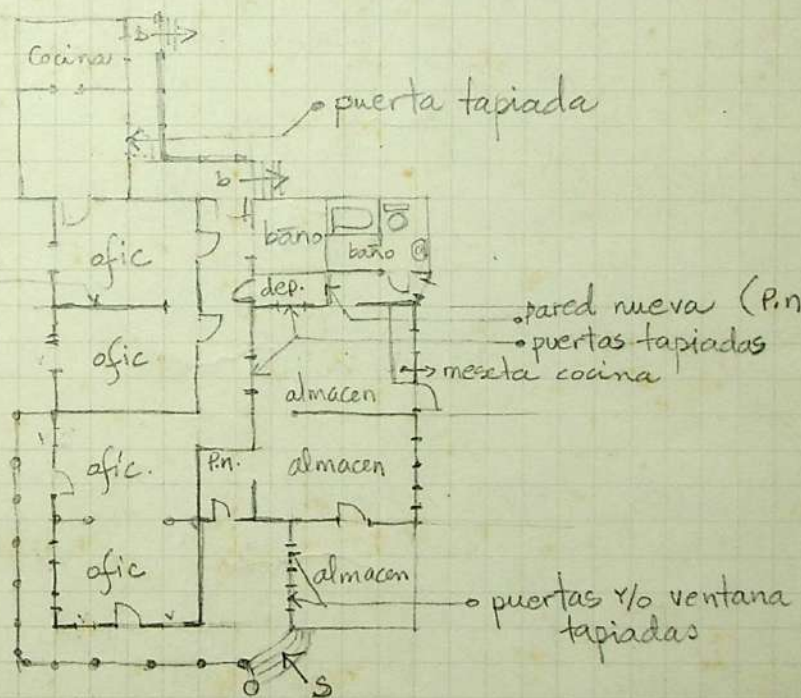 b
Cocina
puerta tapiada
b
baño
baño
ofic
dep.
pared nueva (P.n
puertas tapiadas
meseta cocina
ofic
almacen
ofic.
P.n.
almacen
ofic
almacen
puertas y/o ventana
tapiadas
S